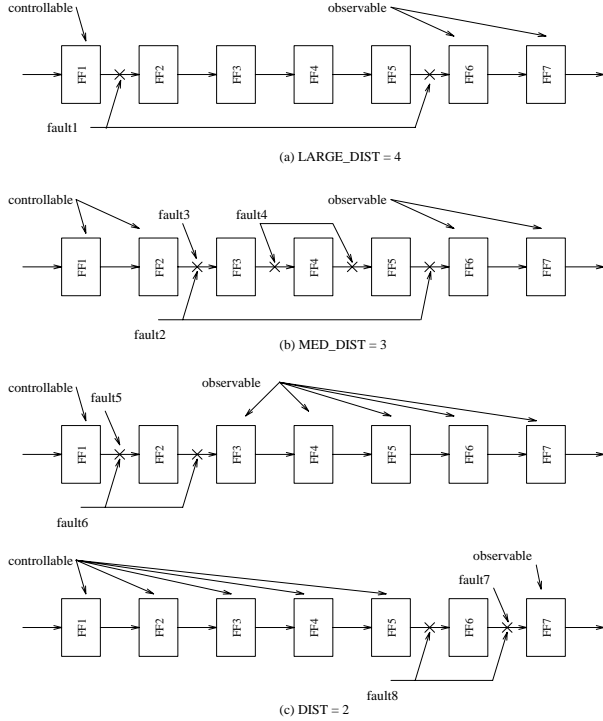 controllable
observable
FF1
FF2
FF3
FF4
FF5
FF6
FF7
fault1
(a) LARGE_DIST = 4
controllable
fault3
fault4
observable
FF1
FF2
FF3
FF4
FF5
FF6
FF7
fault2
(b) MED_DIST = 3
controllable
fault5
observable
FF1
FF2
FF3
FF4
FF5
FF6
FF7
fault6
controllable
observable
fault7
FF1
FF2
FF3
FF4
FF5
FF6
FF7
fault8
(c) DIST = 2